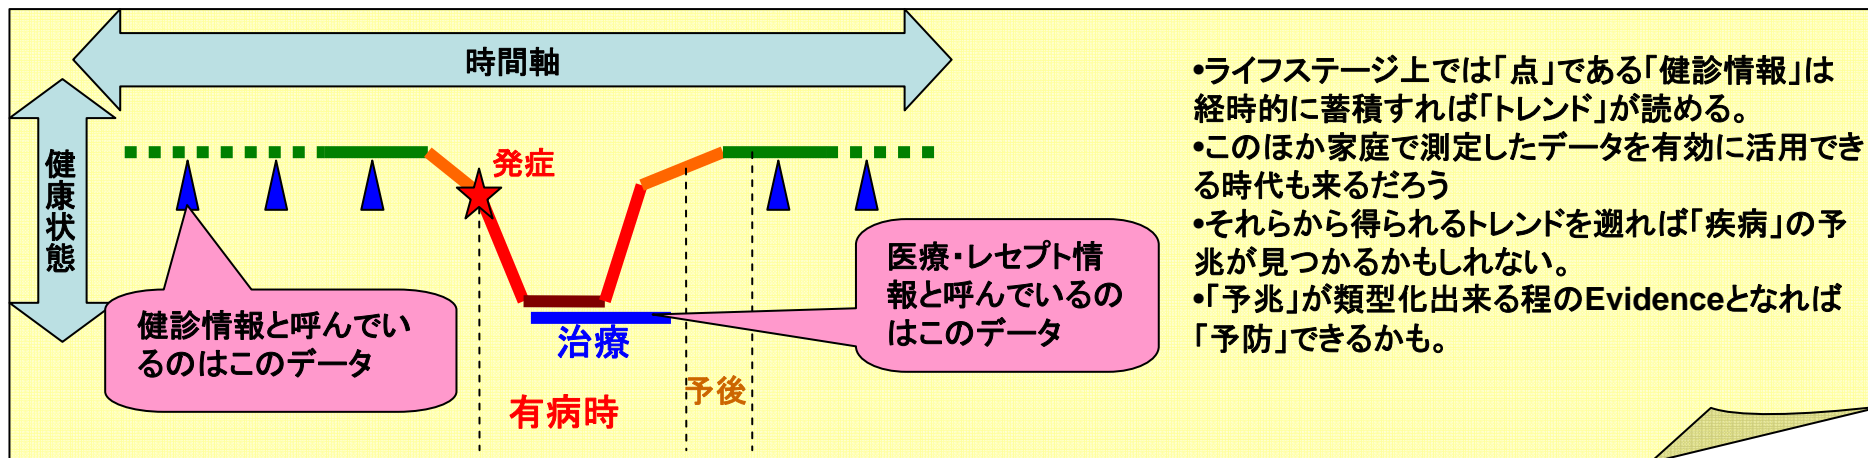 時間軸
健康状態
発症
健診情報と呼んでい
るのはこのデータ
治療
有病時
予後
医療・レセプト情
報と呼んでいるの
はこのデータ
•ライフステージ上では「点」である「健診情報」は
経時的に蓄積すれば「トレンド」が読める。
•このほか家庭で測定したデータを有効に活用でき
る時代も来るだろう
•それらから得られるトレンドを遡れば「疾病」の予
兆が見つかるかもしれない。
•「予兆」が類型化出来る程のEvidenceとなれば
「予防」できるかも。